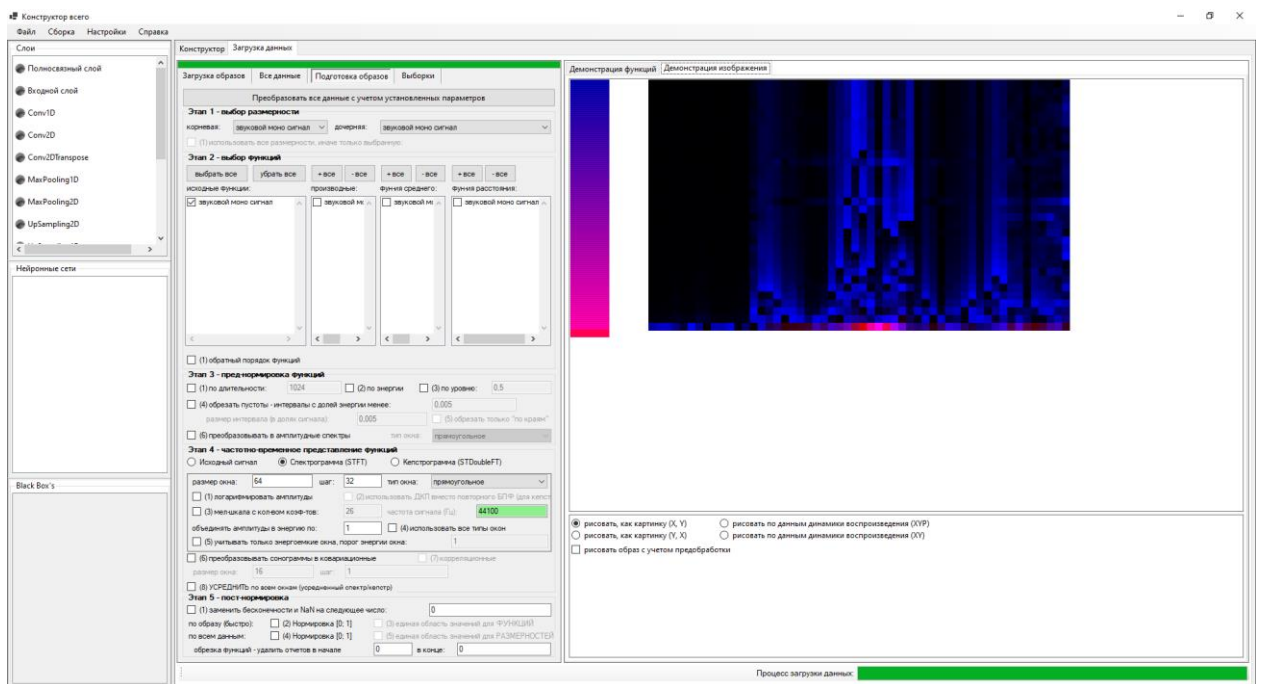 Конструктор всего
Файл Сборка Настройки Справка
Слои
Полносвязный слой
Входной слой
Conv1D
Conv2D
Conv2DTranspose
MaxPooling1D
MaxPooling2D
UpSampling2D
Нейронные сети
Black Box's
Конструктор Загрузка данных
Загрузка образов Все данные Подготовка образов Выборки
Преобразовать все данные с учетом установленных параметров
Этап 1 - выбор размерности
корневая: звуковой моно сигнал дочерняя: звуковой моно сигнал
(1) использовать все размерности, иначе только выбранную:
Этап 2 - выбор функций
выбрать все убрать все + все - все + все - все + все - все
исходные функции: производные: фун-ия среднего: фун-ия расстояния:
звуковой моно сигнал звуковой м звуковой м звуковой моно сигнал
(1) обратный порядок функций
Этап 3 - пред-нормировка функций
(1) по длительности: 1024 (2) по энергии (3) по уровню: 0,5
(4) обрезать пустоты - интервалы с долей энергии менее: 0,005
размер интервала (в долях сигнала): 0,005 (5) обрезать только "по краям"
(6) преобразовывать в амплитудные спектры тип окна: прямоугольное
Этап 4 - частотно-временное представление функций
Исходный сигнал Спектрограмма (STFT) Кепстрограмма (STDoubleFT)
размер окна: 64 шаг: 32 тип окна: прямоугольное
(1) логарифмировать амплитуды (2) использовать ДКП вместо повторного БПФ (для кепст
(3) мел-шкала с кол-вом коэф-тов: 26 частота сигнала (Гц): 44100
объединять амплитуды в энергию по: 1 (4) использовать все типы окон
(5) учитывать только энергоемкие окна, порог энергии окна: 1
(6) преобразовывать сонограммы в ковариационные (7) корреляционные
размер окна: 16 шаг: 1
(8) УСРЕДНИТЬ по всем окнам (усредненный спектр/кепстр)
Этап 5 - пост-нормировка
(1) заменить бесконечности и NaN на следующее число: 0
по образу (быстро): (2) Нормировка [0; 1] (3) единая область значений для ФУНКЦИЙ
по всем данным: (4) Нормировка [0; 1] (5) единая область значений для РАЗМЕРНОСТЕЙ
обрезка функций - удалить отчетов в начале 0 в конце: 0
Демонстрация функций Демонстрация изображения
рисовать, как картинку (X, Y) рисовать по данным динамики воспроизведения (XYP)
рисовать, как картинку (Y, X) рисовать по данным динамики воспроизведения (XY)
рисовать образ с учетом предобработки
Процесс загрузки данных: